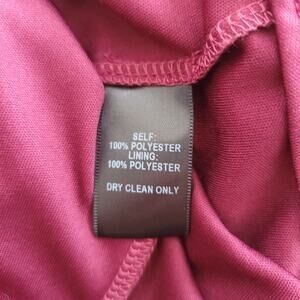 SELF:
100% POLYESTER
LINING:
100% POLYESTER
DRY CLEAN ONLY